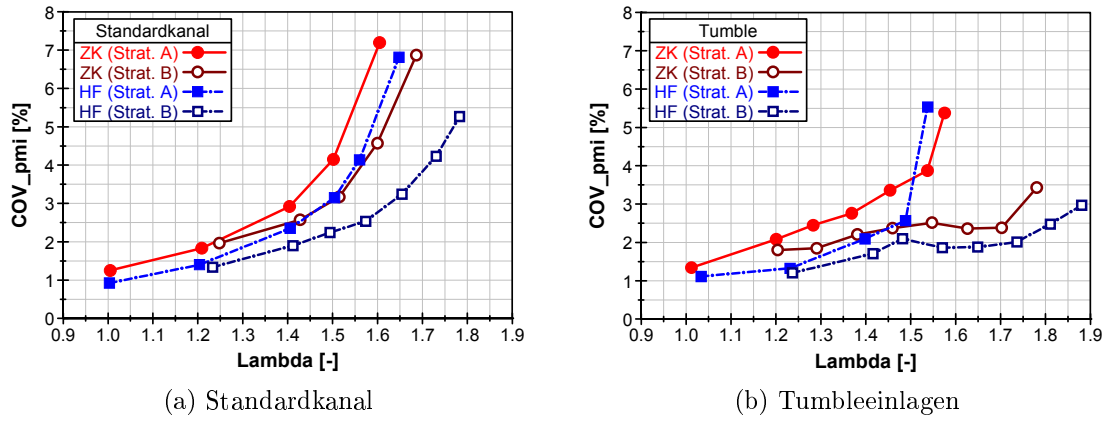 8
7
6
5
4
3
2
1
0
COV_pmi [%]
Standardkanal
ZK (Strat. A)
ZK (Strat. B)
HF (Strat. A)
HF (Strat. B)
0.9 1.0 1.1 1.2 1.3 1.4 1.5 1.6 1.7 1.8 1.9
Lambda [-]
(a) Standardkanal
8
7
6
5
4
3
2
1
0
COV_pmi [%]
Tumble
ZK (Strat. A)
ZK (Strat. B)
HF (Strat. A)
HF (Strat. B)
0.9 1.0 1.1 1.2 1.3 1.4 1.5 1.6 1.7 1.8 1.9
Lambda [-]
(b) Tumbleeinlagen